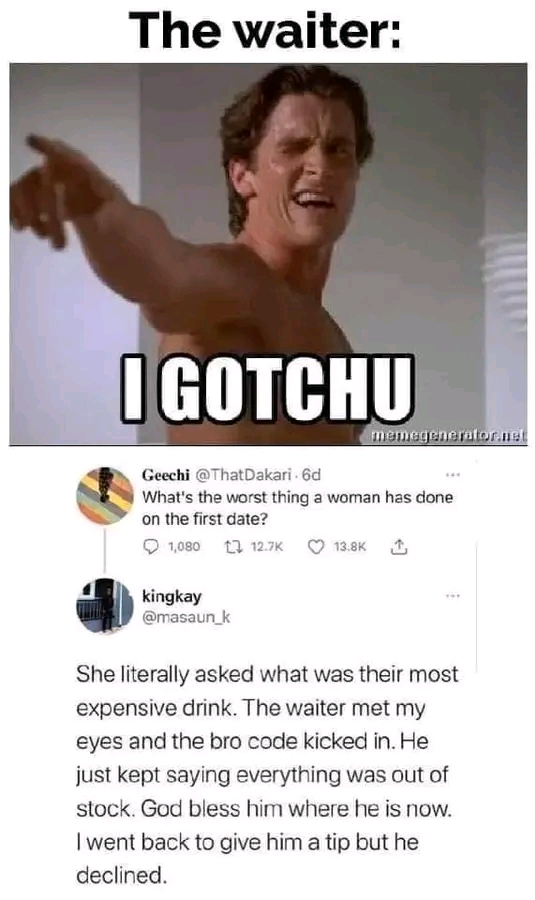 The waiter:
I GOTCHU
memegenerator.net
Geechi @ThatDakari · 6d
What's the worst thing a woman has done
on the first date?
1,080 12.7K 13.8K
kingkay
@masaun_k
She literally asked what was their most
expensive drink. The waiter met my
eyes and the bro code kicked in. He
just kept saying everything was out of
stock. God bless him where he is now.
I went back to give him a tip but he
declined.